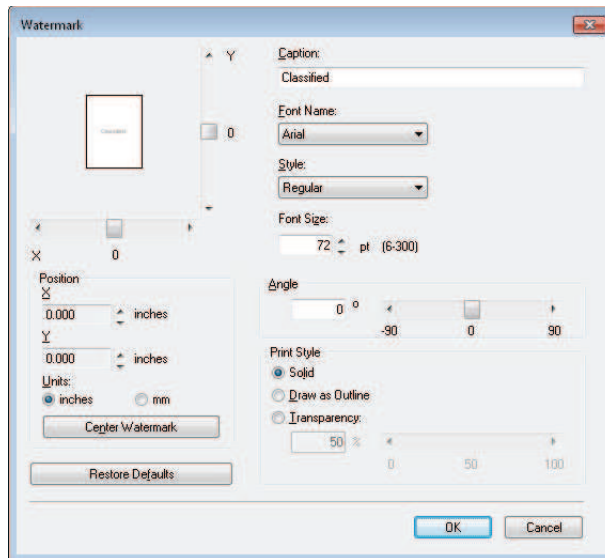 Watermark
Y
0
X 0
Position
X
0.000 inches
Y
0.000 inches
Units:
inches mm
Center Watermark
Restore Defaults
Caption:
Classified
Font Name:
Arial
Style:
Regular
Font Size:
72 pt (6-300)
Angle
0 °
-90 0 90
Print Style
Solid
Draw as Outline
Transparency:
50 %
0 50 100
OK Cancel